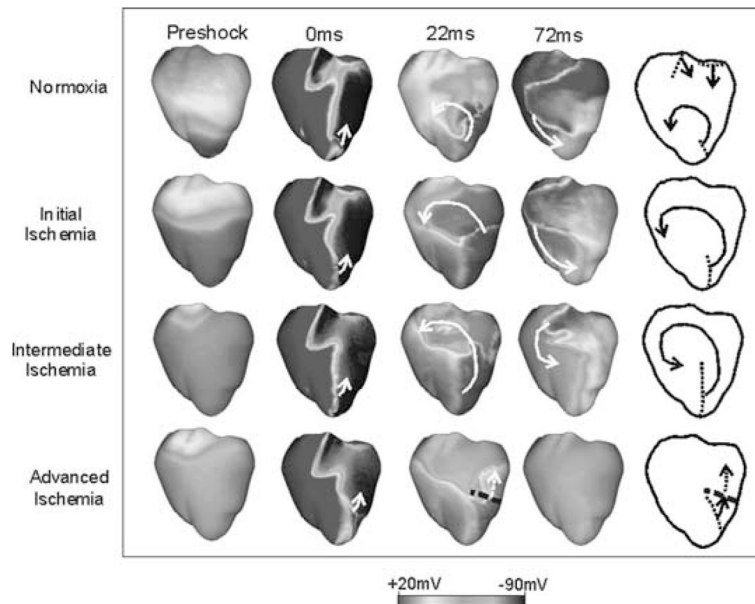 Preshock 0ms 22ms 72ms
Normoxia
Initial
Ischemia
Intermediate
Ischemia
Advanced
Ischemia
+20mV -90mV